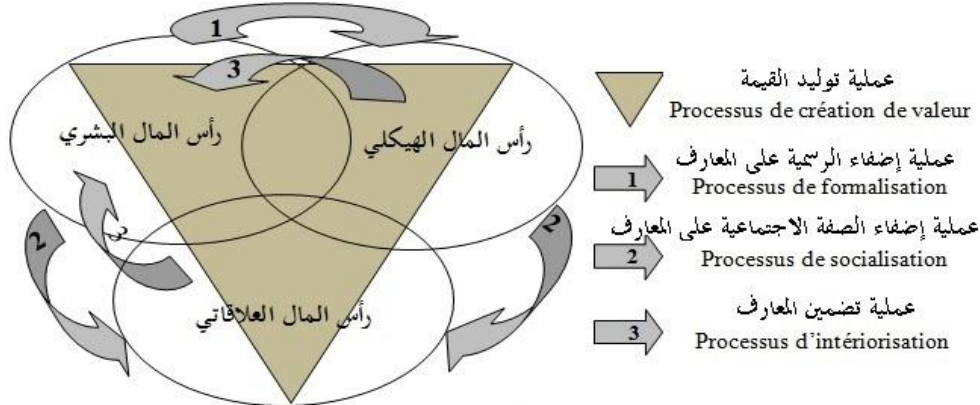 1
3
رأس المال البشري
رأس المال الهيكلي
2
3
2
رأس المال العلاقاتي
عملية توليد القيمة
Processus de création de valeur
عملية إضفاء الرسمية على المعارف
1
Processus de formalisation
عملية إضفاء الصفة الاجتماعية على المعارف
2
Processus de socialisation
عملية تضمين المعارف
3
Processus d'intériorisation